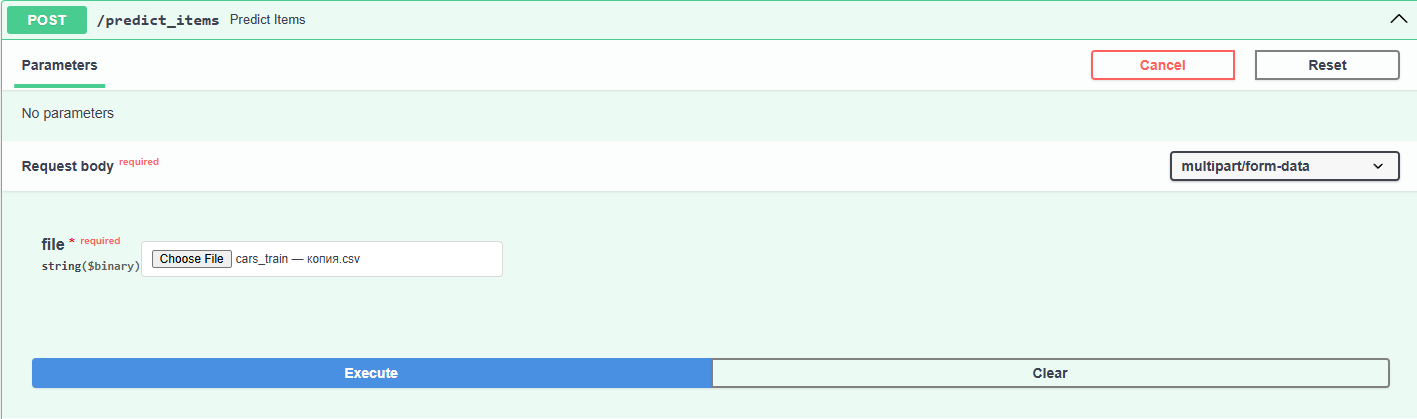 POST /predict_items Predict Items
Parameters Cancel Reset
No parameters
Request body required multipart/form-data
file * required
string($binary) Choose File cars_train — копия.csv
Execute Clear